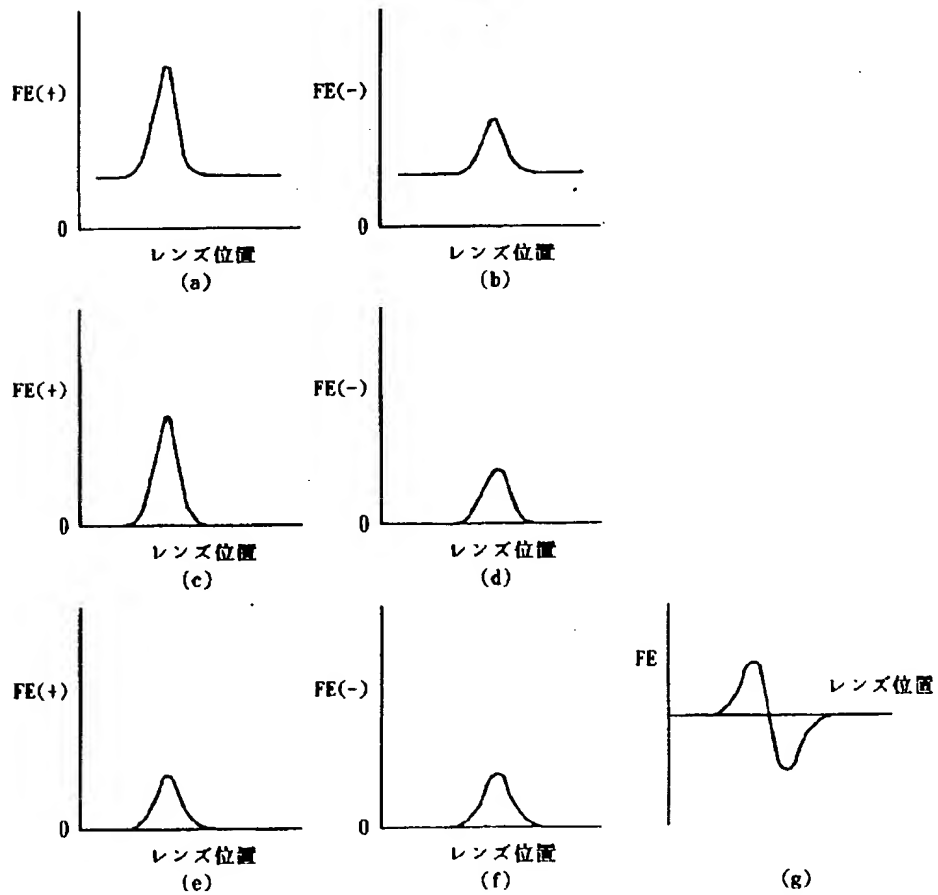 FE(+)
0
レンズ位置
(a)
FE(-)
0
レンズ位置
(b)
FE(+)
0
レンズ位置
(c)
FE(-)
0
レンズ位置
(d)
FE(+)
0
レンズ位置
(e)
FE(-)
0
レンズ位置
(f)
FE
レンズ位置
(g)